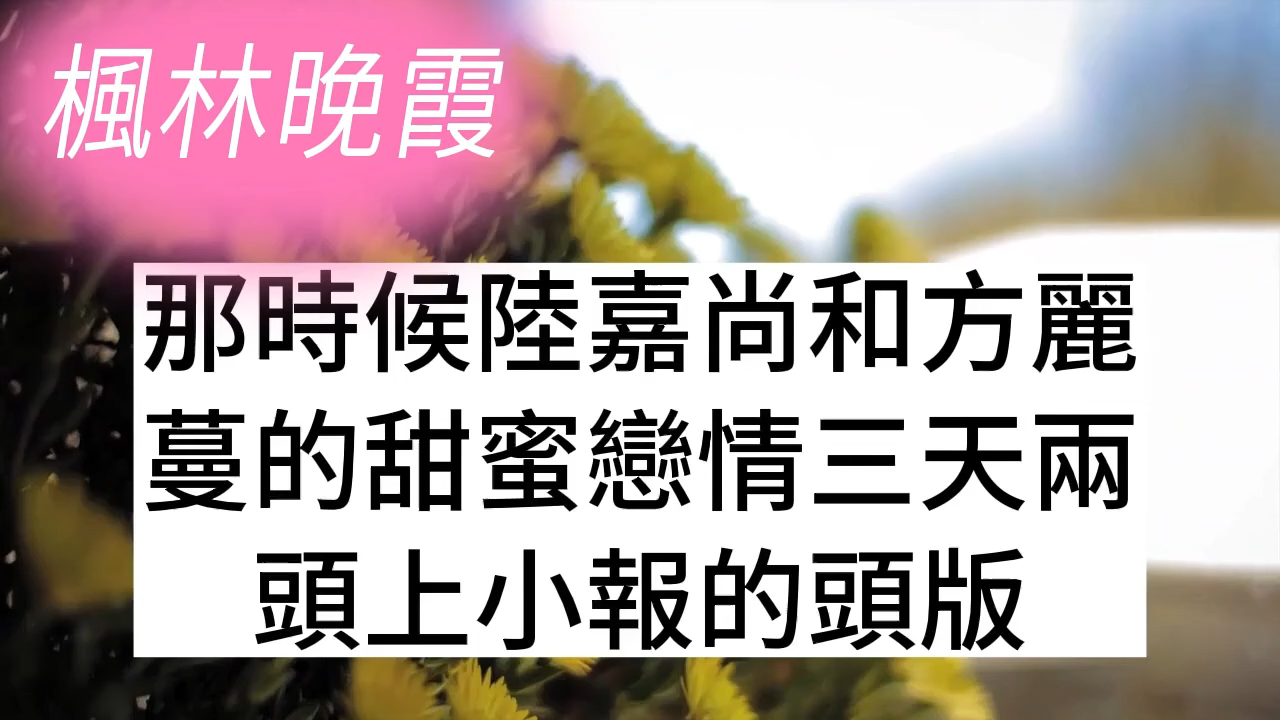 楓林晚霞
那時候陸嘉尚和方麗
蔓的甜蜜戀情三天兩
頭上小報的頭版